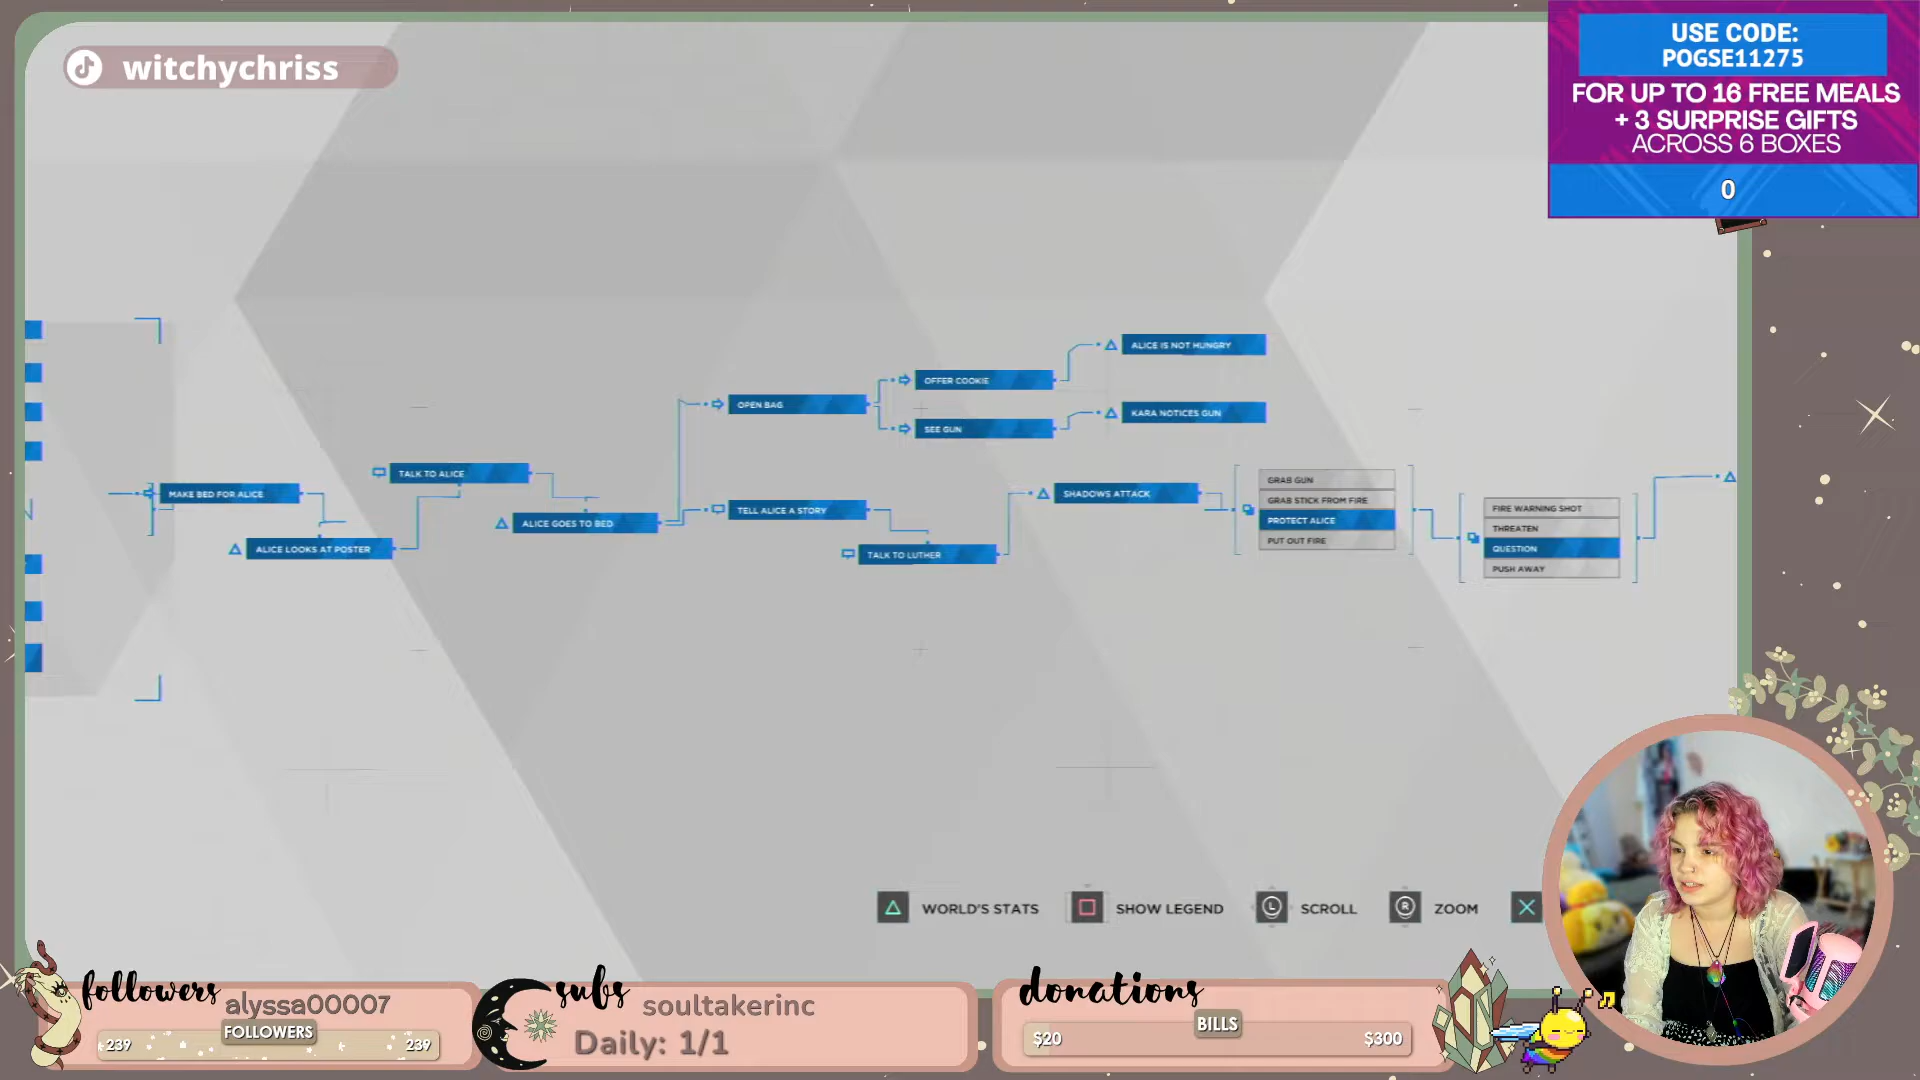 witchychriss
USE CODE:
POGSE11275
FOR UP TO 16 FREE MEALS
+ 3 SURPRISE GIFTS
ACROSS 6 BOXES
0
ALICE IS NOT HUNGRY
OFFER COOKIE
OPEN BAG
KARA NOTICES GUN
SEE GUN
TALK TO ALICE
GRAB GUN
MAKE BED FOR ALICE
SHADOWS ATTACK
GRAB STICK FROM FIRE
TELL ALICE A STORY
FIRE WARNING SHOT
ALICE GOES TO BED
PROTECT ALICE
THREATEN
PUT OUT FIRE
ALICE LOOKS AT POSTER
TALK TO LUTHER
QUESTION
PUSH AWAY
WORLD'S STATS
SHOW LEGEND
L
SCROLL
R
ZOOM
followers
alyssa00007
FOLLOWERS
239
239
subs
soultakerinc
Daily: 1/1
donations
BILLS
$20
$300